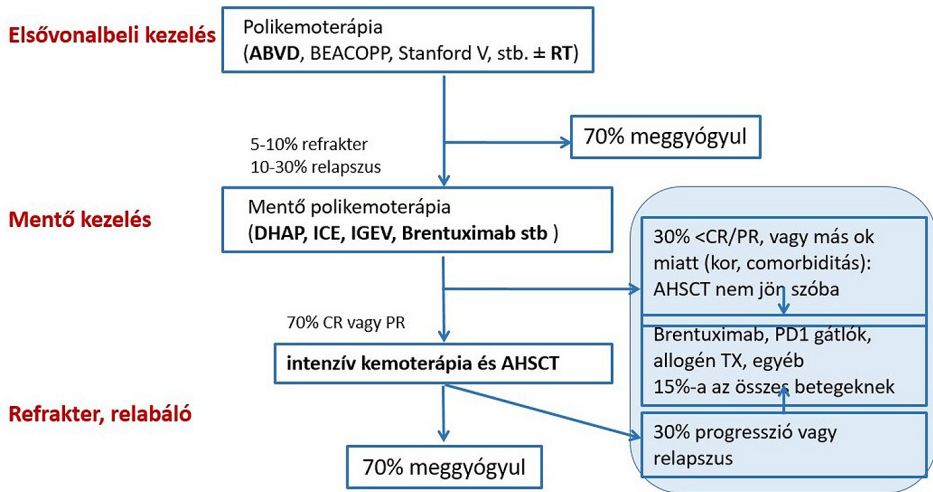 Elsővonalbeli kezelés
Polikemoterápia
(ABVD, BEACOPP, Stanford V, stb. ± RT)
5-10% refrakter
10-30% relapszus
70% meggyógyul
Mentő kezelés
Mentő polikemoterápia
(DHAP, ICE, IGEV, Brentuximab stb )
30% <CR/PR, vagy más ok
miatt (kor, comorbiditás):
AHSCT nem jön szóba
70% CR vagy PR
intenzív kemoterápia és AHSCT
Brentuximab, PD1 gátlók,
allogén TX, egyéb
15%-a az összes betegeknek
Refrakter, relabáló
30% progresszió vagy
relapszus
70% meggyógyul